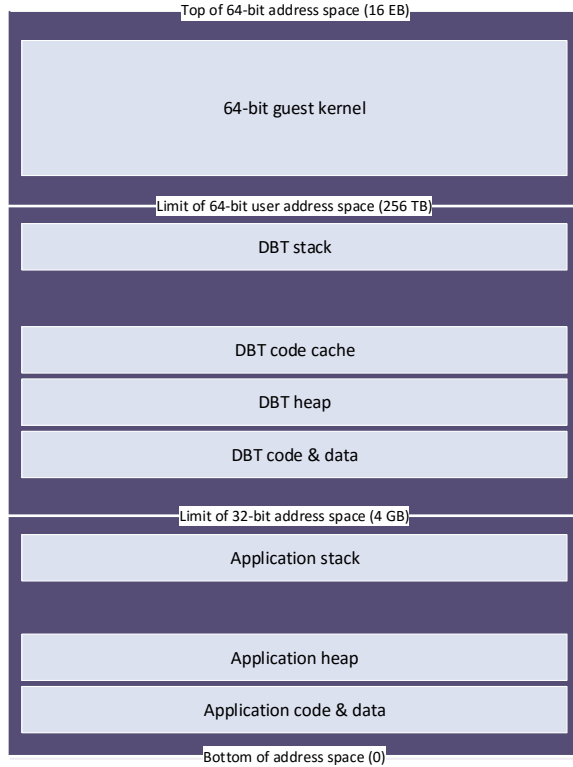 Top of 64-bit address space (16 EB)
64-bit guest kernel
Limit of 64-bit user address space (256 TB)
DBT stack
DBT code cache
DBT heap
DBT code & data
Limit of 32-bit address space (4 GB)
Application stack
Application heap
Application code & data
Bottom of address space (0)